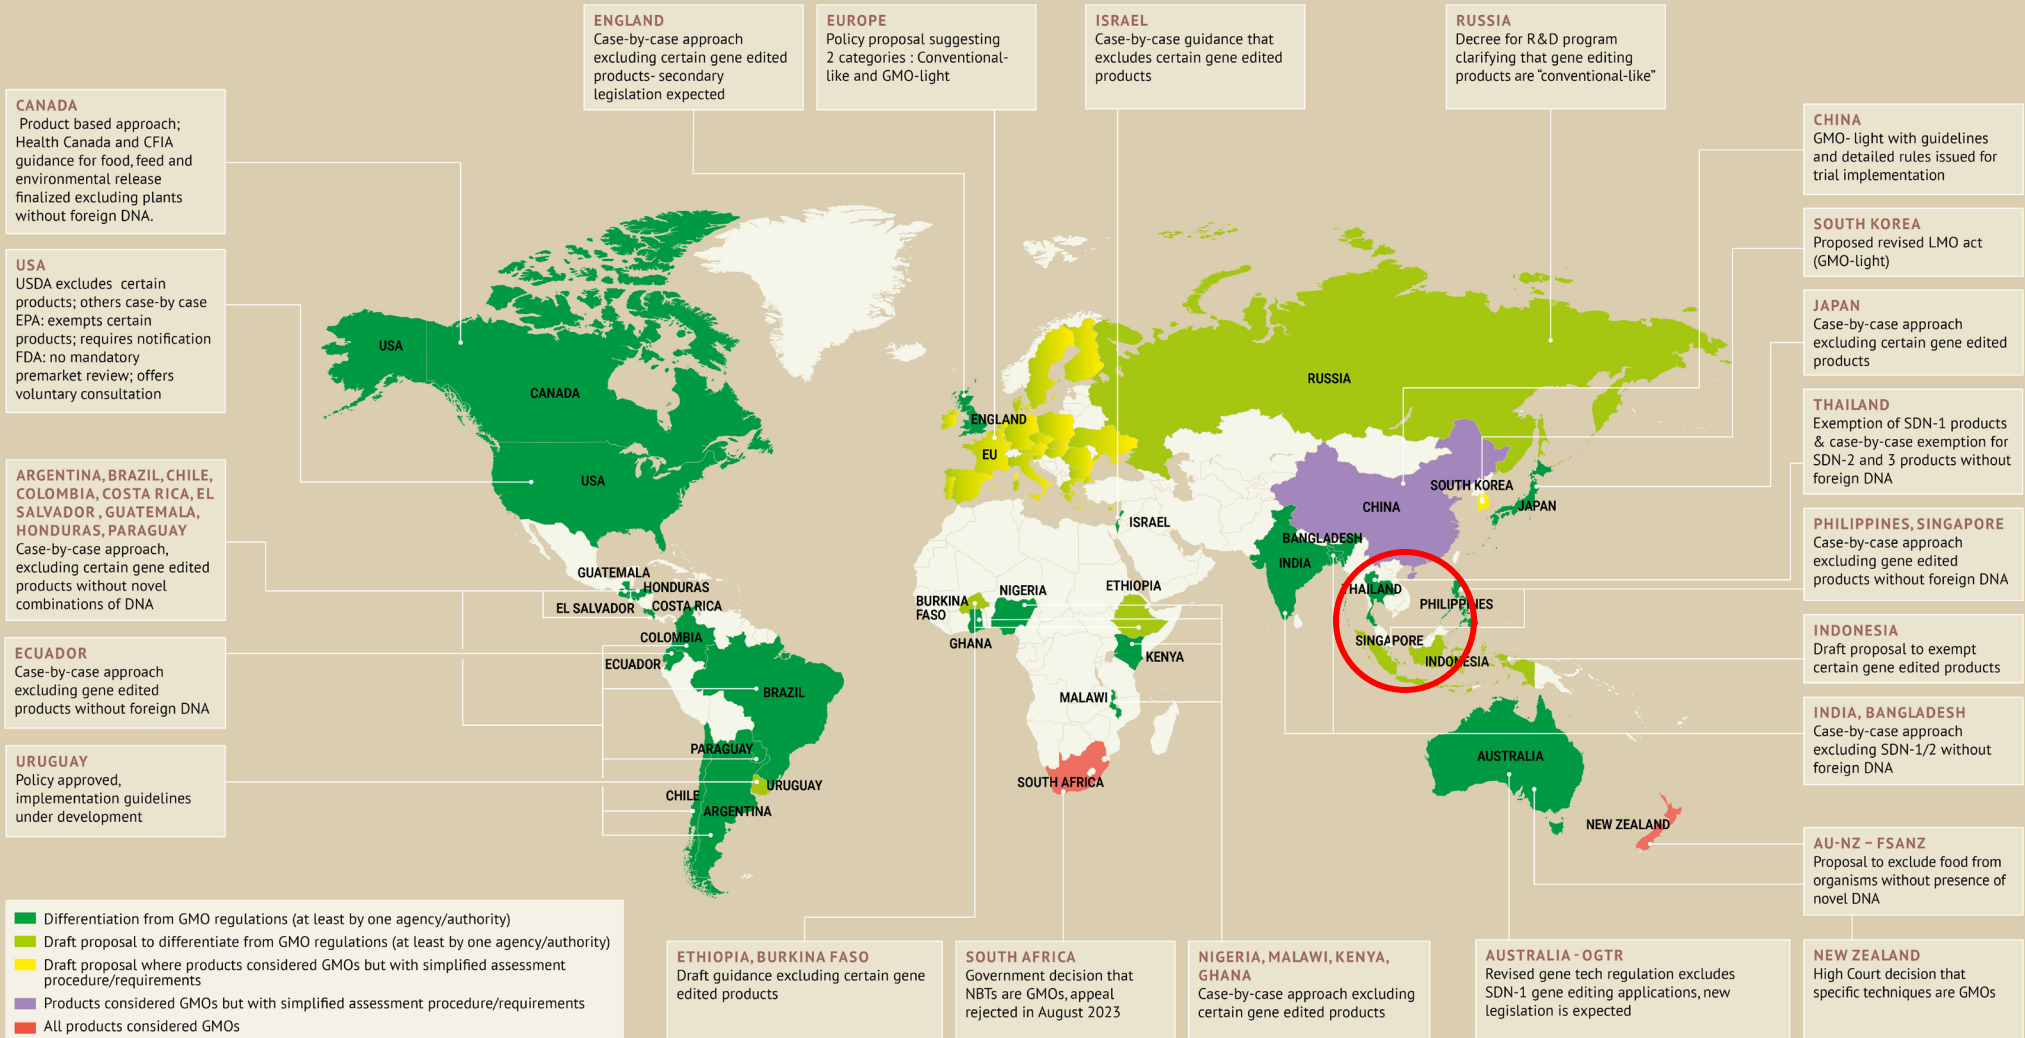 ENGLAND
Case-by-case approach
excluding certain gene edited
products- secondary
legislation expected
EUROPE
Policy proposal suggesting
2 categories : Conventional-
like and GMO-light
ISRAEL
Case-by-case guidance that
excludes certain gene edited
products
RUSSIA
Decree for R&D program
clarifying that gene editing
products are “conventional-like”
CANADA
Product based approach;
Health Canada and CFIA
guidance for food, feed and
environmental release
finalized excluding plants
without foreign DNA.
USA
USDA excludes certain
products; others case-by case
EPA: exempts certain
products; requires notification
FDA: no mandatory
premarket review; offers
voluntary consultation
ARGENTINA, BRAZIL, CHILE,
COLOMBIA, COSTA RICA, EL
SALVADOR , GUATEMALA,
HONDURAS, PARAGUAY
Case-by-case approach,
excluding certain gene edited
products without novel
combinations of DNA
ECUADOR
Case-by-case approach
excluding gene edited
products without foreign DNA
URUGUAY
Policy approved,
implementation guidelines
under development
CHINA
GMO- light with guidelines
and detailed rules issued for
trial implementation
SOUTH KOREA
Proposed revised LMO act
(GMO-light)
JAPAN
Case-by-case approach
excluding certain gene edited
products
THAILAND
Exemption of SDN-1 products
& case-by-case exemption for
SDN-2 and 3 products without
foreign DNA
PHILIPPINES, SINGAPORE
Case-by-case approach
excluding gene edited
products without foreign DNA
INDONESIA
Draft proposal to exempt
certain gene edited products
INDIA, BANGLADESH
Case-by-case approach
excluding SDN-1/2 without
foreign DNA
AU-NZ – FSANZ
Proposal to exclude food from
organisms without presence of
novel DNA
USA
CANADA
USA
GUATEMALA
HONDURAS
EL SALVADOR
COSTA RICA
COLOMBIA
ECUADOR
BRAZIL
PARAGUAY
URUGUAY
CHILE
ARGENTINA
ENGLAND
EU
RUSSIA
ISRAEL
BURKINA
FASO
NIGERIA
ETHIOPIA
GHANA
KENYA
MALAWI
SOUTH AFRICA
SOUTH KOREA
CHINA
JAPAN
BANGLADESH
INDIA
THAILAND
PHILIPPINES
SINGAPORE
INDONESIA
AUSTRALIA
NEW ZEALAND
Differentiation from GMO regulations (at least by one agency/authority)
Draft proposal to differentiate from GMO regulations (at least by one agency/authority)
Draft proposal where products considered GMOs but with simplified assessment
procedure/requirements
Products considered GMOs but with simplified assessment procedure/requirements
All products considered GMOs
ETHIOPIA, BURKINA FASO
Draft guidance excluding certain gene
edited products
SOUTH AFRICA
Government decision that
NBTs are GMOs, appeal
rejected in August 2023
NIGERIA, MALAWI, KENYA,
GHANA
Case-by-case approach excluding
certain gene edited products
AUSTRALIA - OGTR
Revised gene tech regulation excludes
SDN-1 gene editing applications, new
legislation is expected
NEW ZEALAND
High Court decision that
specific techniques are GMOs